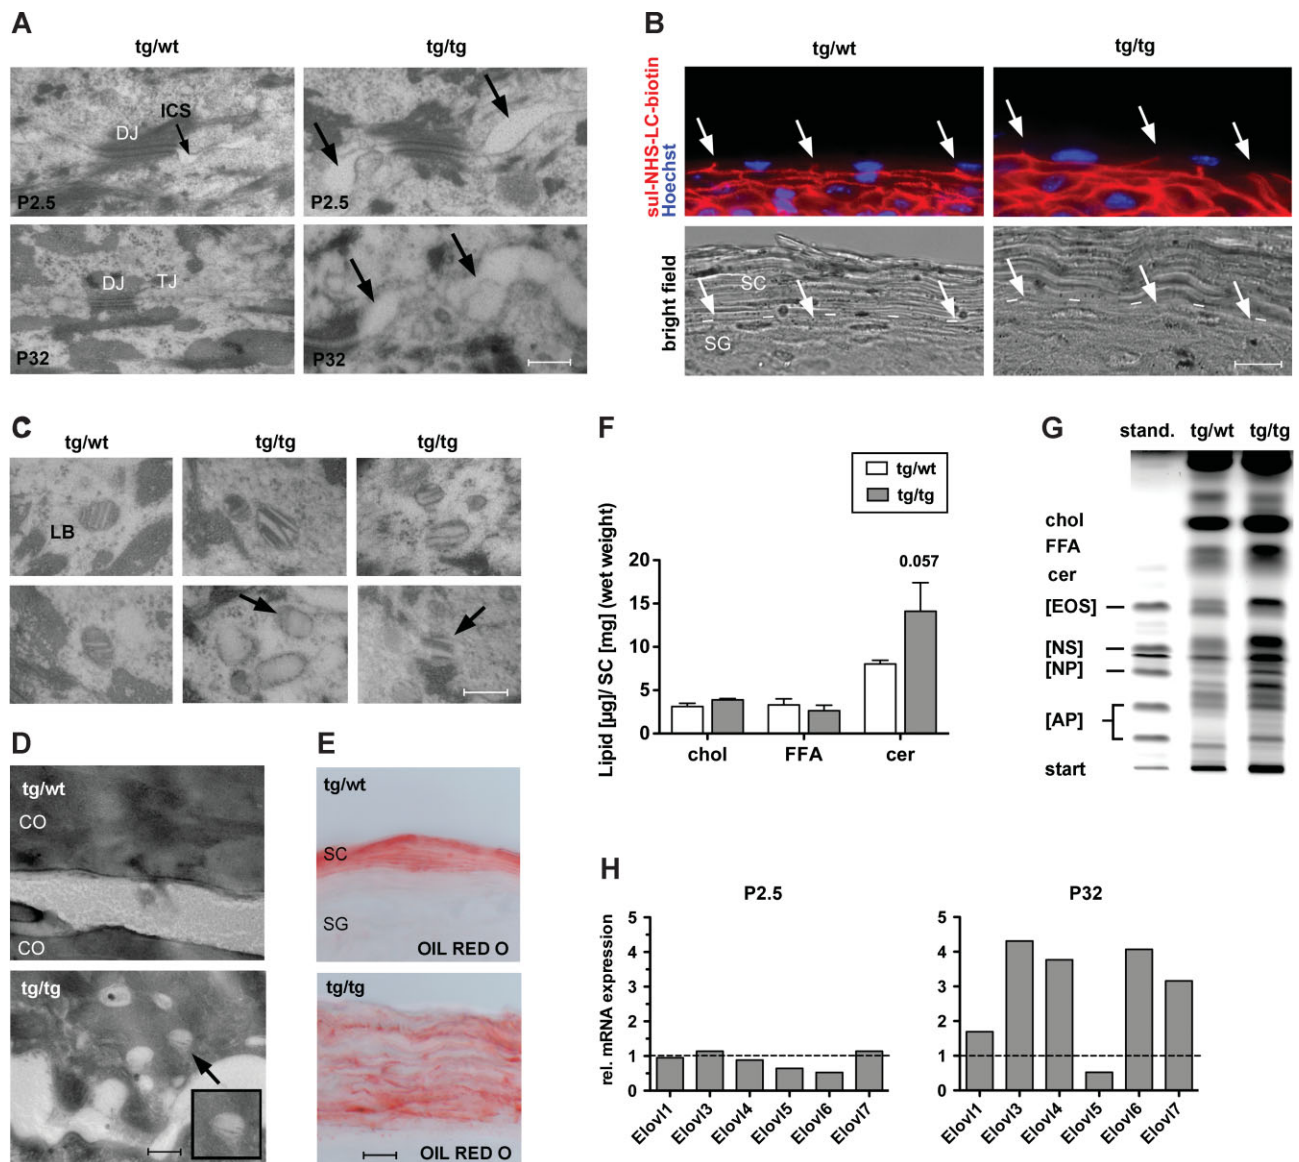 A
tg/wt
tg/tg
DJ
ICS
P2.5
P2.5
DJ
TJ
P32
P32
B
tg/wt
tg/tg
sul-NHS-LC-biotin
Hoechst
bright field
SC
SG
C
tg/wt
tg/tg
tg/tg
LB
D
tg/wt
CO
CO
tg/tg
E
tg/wt
SC
SG
OIL RED O
tg/tg
OIL RED O
F
tg/wt
tg/tg
Lipid [µg]/ SC [mg] (wet weight)
20
15
10
5
0
0.057
chol
FFA
cer
G
stand.
tg/wt
tg/tg
chol
FFA
cer
[EOS]
[NS]
[NP]
[AP]
start
H
P2.5
rel. mRNA expression
5
4
3
2
1
0
Elovl1
Elovl3
Elovl4
Elovl5
Elovl6
Elovl7
P32
5
4
3
2
1
0
Elovl1
Elovl3
Elovl4
Elovl5
Elovl6
Elovl7